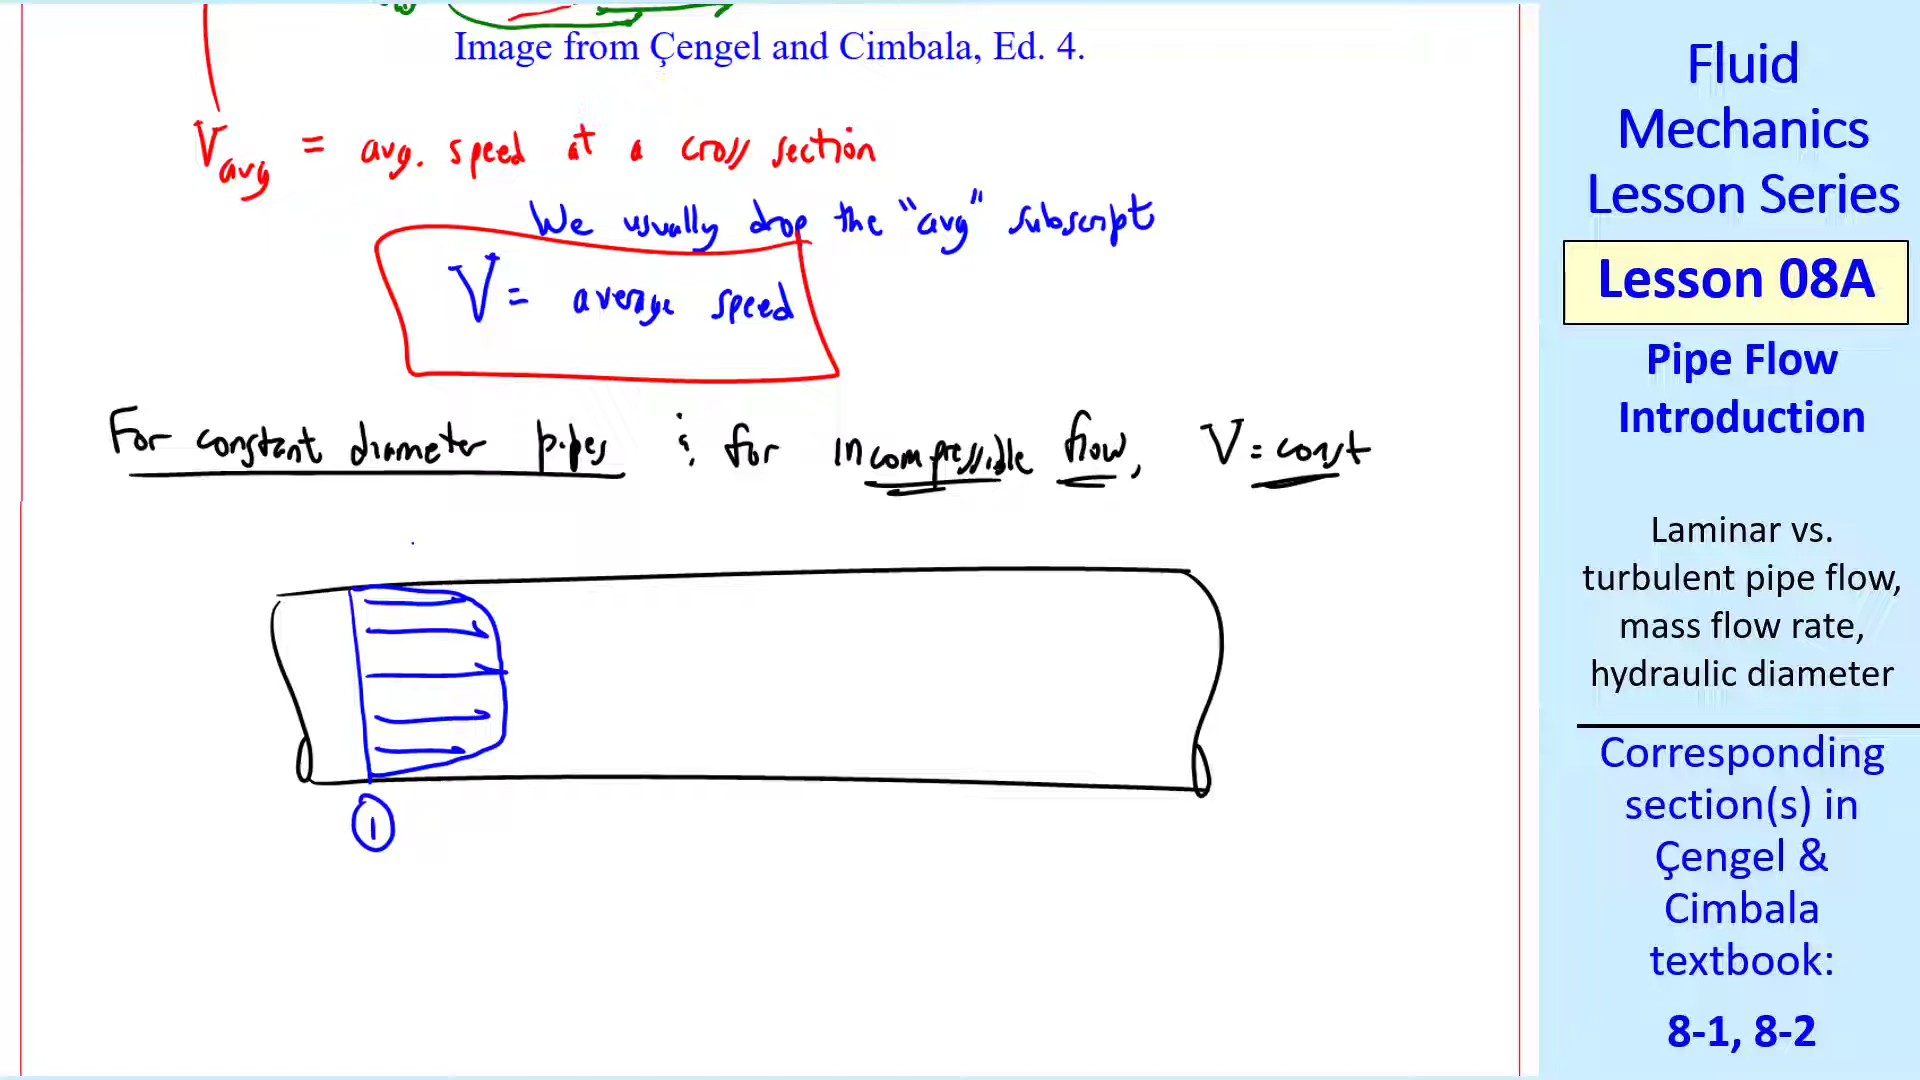 Image from Çengel and Cimbala, Ed. 4.
Vavg = avg. speed at a cross section
We usually drop the "avg" subscript
V = average speed
For constant diameter pipes & for incompressible flow, V = const
1
Fluid
Mechanics
Lesson Series
Lesson 08A
Pipe Flow
Introduction
Laminar vs.
turbulent pipe flow,
mass flow rate,
hydraulic diameter
Corresponding
section(s) in
Çengel &
Cimbala
textbook:
8-1, 8-2